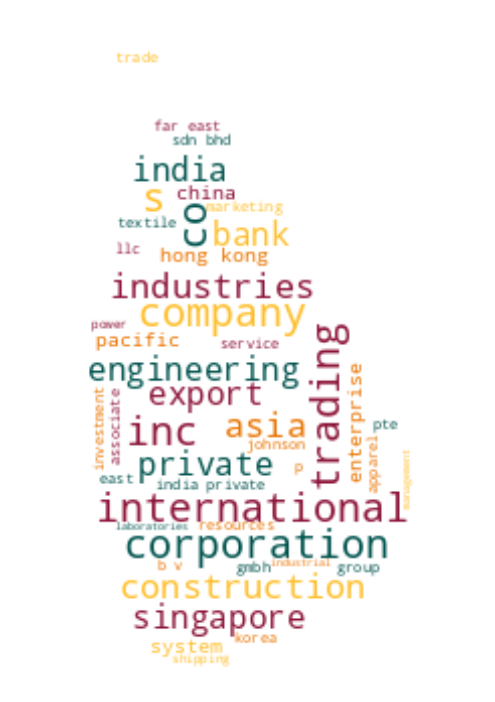 trade
far east
sdn bhd
india
s
china
co
marketing
textile
bank
llc
hong kong
industries
company
power
pacific
service
trading
engineering
export
enterprise
investment
associate
inc
asia
pte
johnson
apparel
private
p
east
india private
management
international
laboratories
resources
corporation
b v
gmbh
industrial
group
construction
singapore
korea
system
shipping